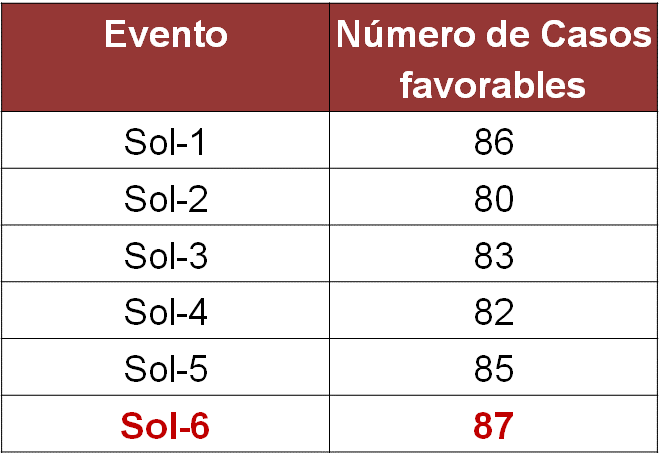 Evento Número de Casos
favorables
Sol-1 86
Sol-2 80
Sol-3 83
Sol-4 82
Sol-5 85
Sol-6 87